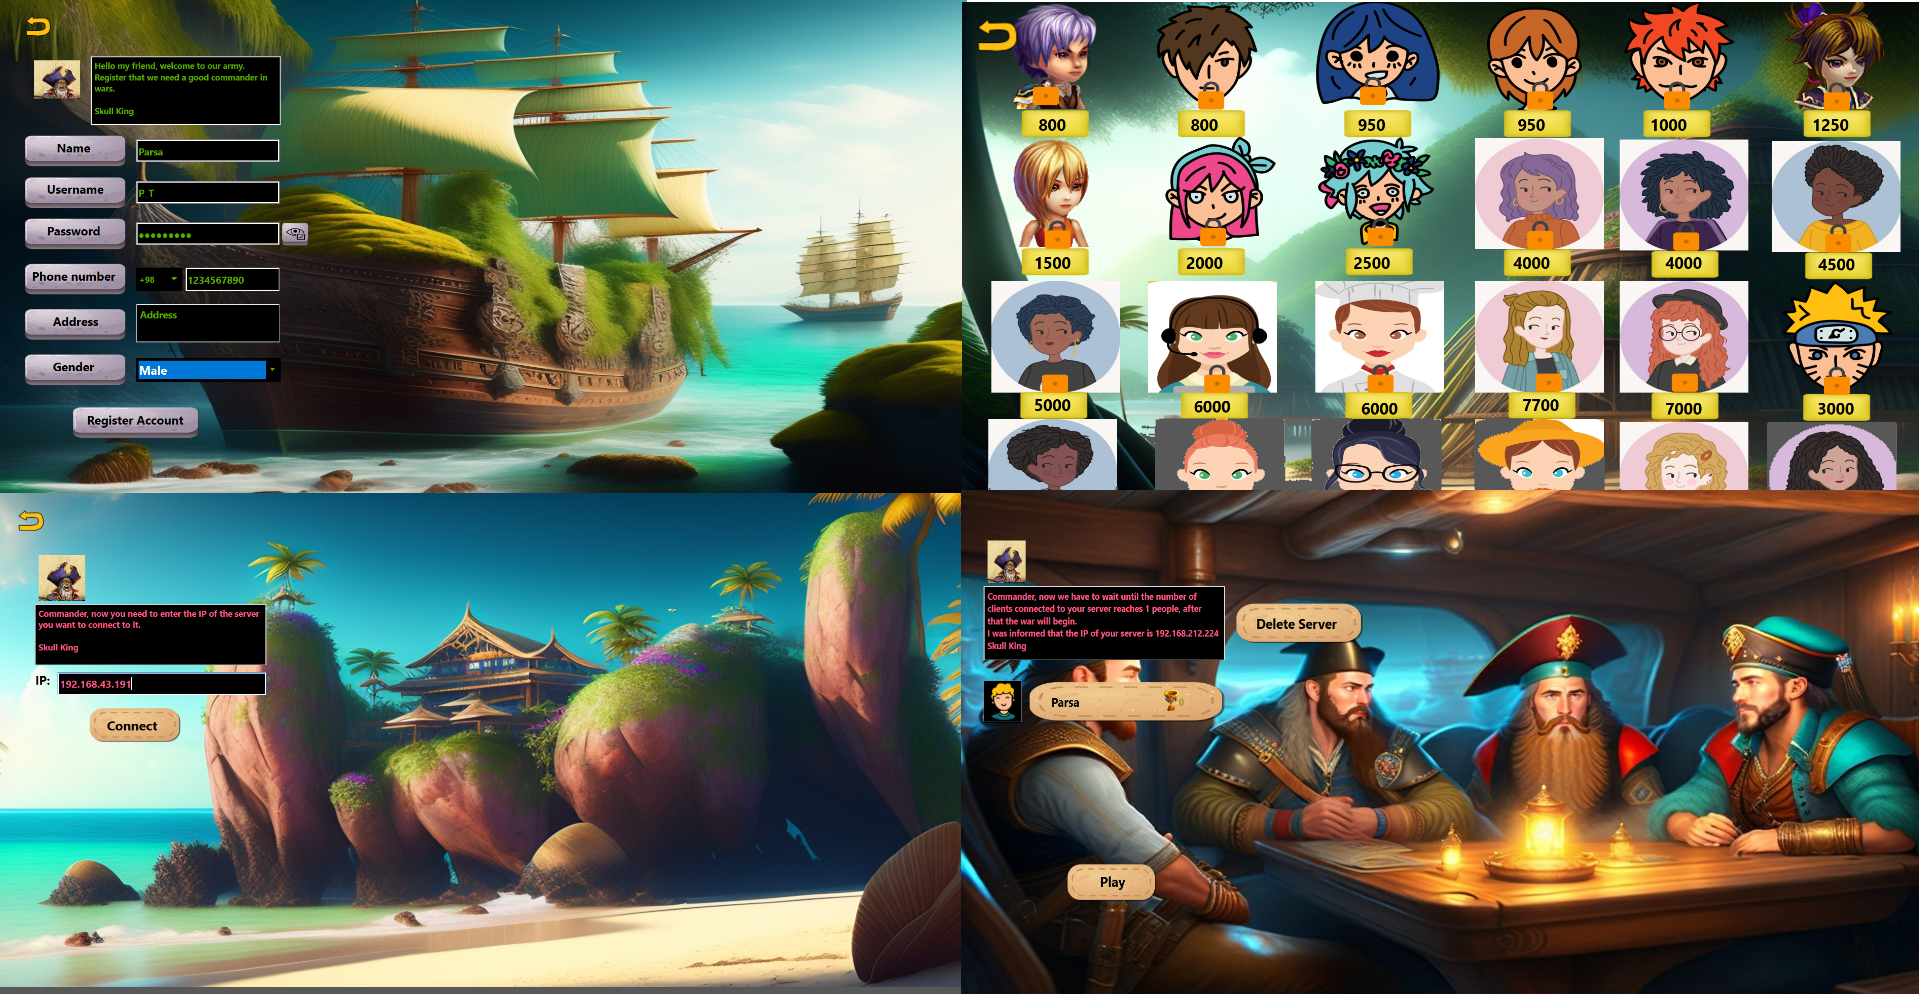 Hello my friend, welcome to our army.
Register that we need a good commander in
wars.
Skull King
Name
Parsa
Username
P T
Password
Phone number
+98
1234567890
Address
Address
Gender
Male
Register Account
800
800
950
950
1000
1250
1500
2000
2500
4000
4000
4500
5000
6000
6000
7700
7000
3000
Commander, now you need to enter the IP of the server
you want to connect to it.
Skull King
IP:
192.168.43.191
Connect
Commander, now we have to wait until the number of
clients connected to your server reaches 1 people, after
that the war will begin.
I was informed that the IP of your server is 192.168.212.224
Skull King
Delete Server
Parsa
0
Play